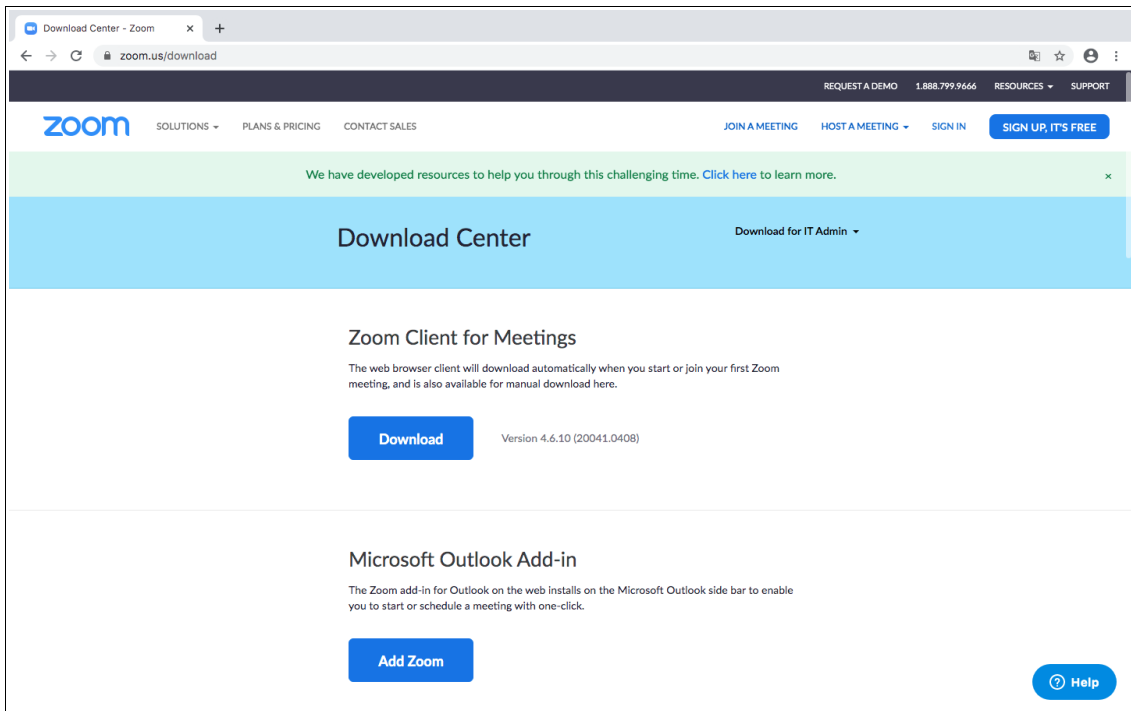 Download Center - Zoom
zoom.us/download
REQUEST A DEMO 1.888.799.9666 RESOURCES SUPPORT
zoom SOLUTIONS PLANS & PRICING CONTACT SALES JOIN A MEETING HOST A MEETING SIGN IN SIGN UP, IT'S FREE
We have developed resources to help you through this challenging time. Click here to learn more. ×
Download Center Download for IT Admin
Zoom Client for Meetings
The web browser client will download automatically when you start or join your first Zoom
meeting, and is also available for manual download here.
Download Version 4.6.10 (20041.0408)
Microsoft Outlook Add-in
The Zoom add-in for Outlook on the web installs on the Microsoft Outlook side bar to enable
you to start or schedule a meeting with one-click.
Add Zoom
? Help